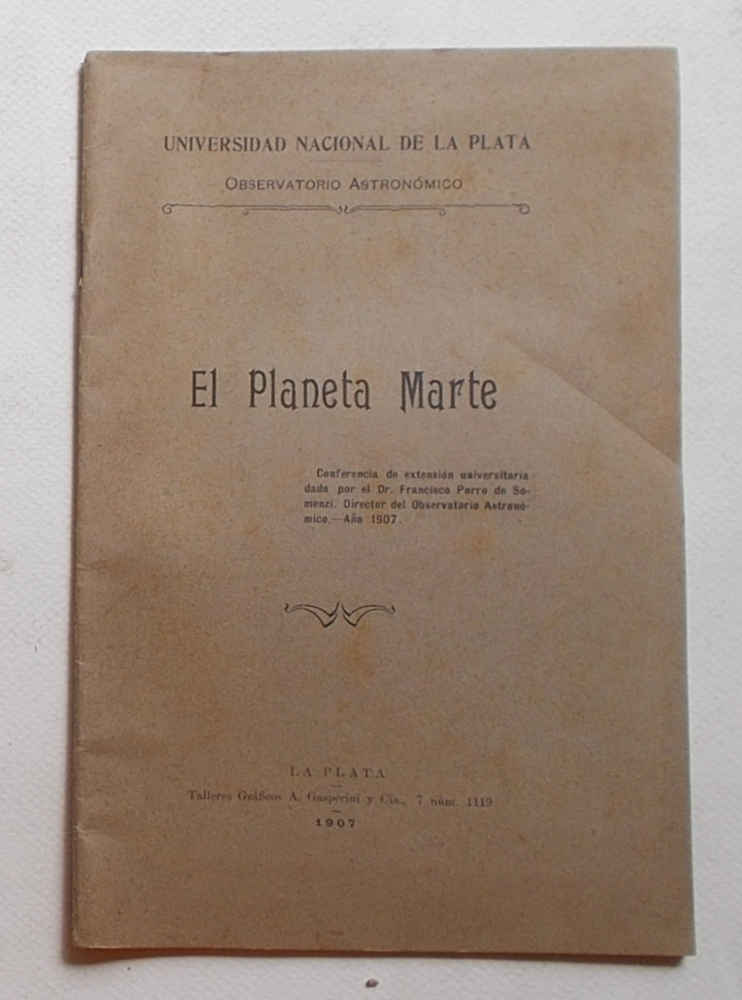 UNIVERSIDAD NACIONAL DE LA PLATA
OBSERVATORIO ASTRONÓMICO
El Planeta Marte
Conferencia de extensión universitaria
dada por el Dr. Francisco Porro de So-
menzi, Director del Observatorio Astronó-
mico.—Año 1907.
LA PLATA
Talleres Gráficos A. Gasperini y Cía., 7 núm. 1119
1907